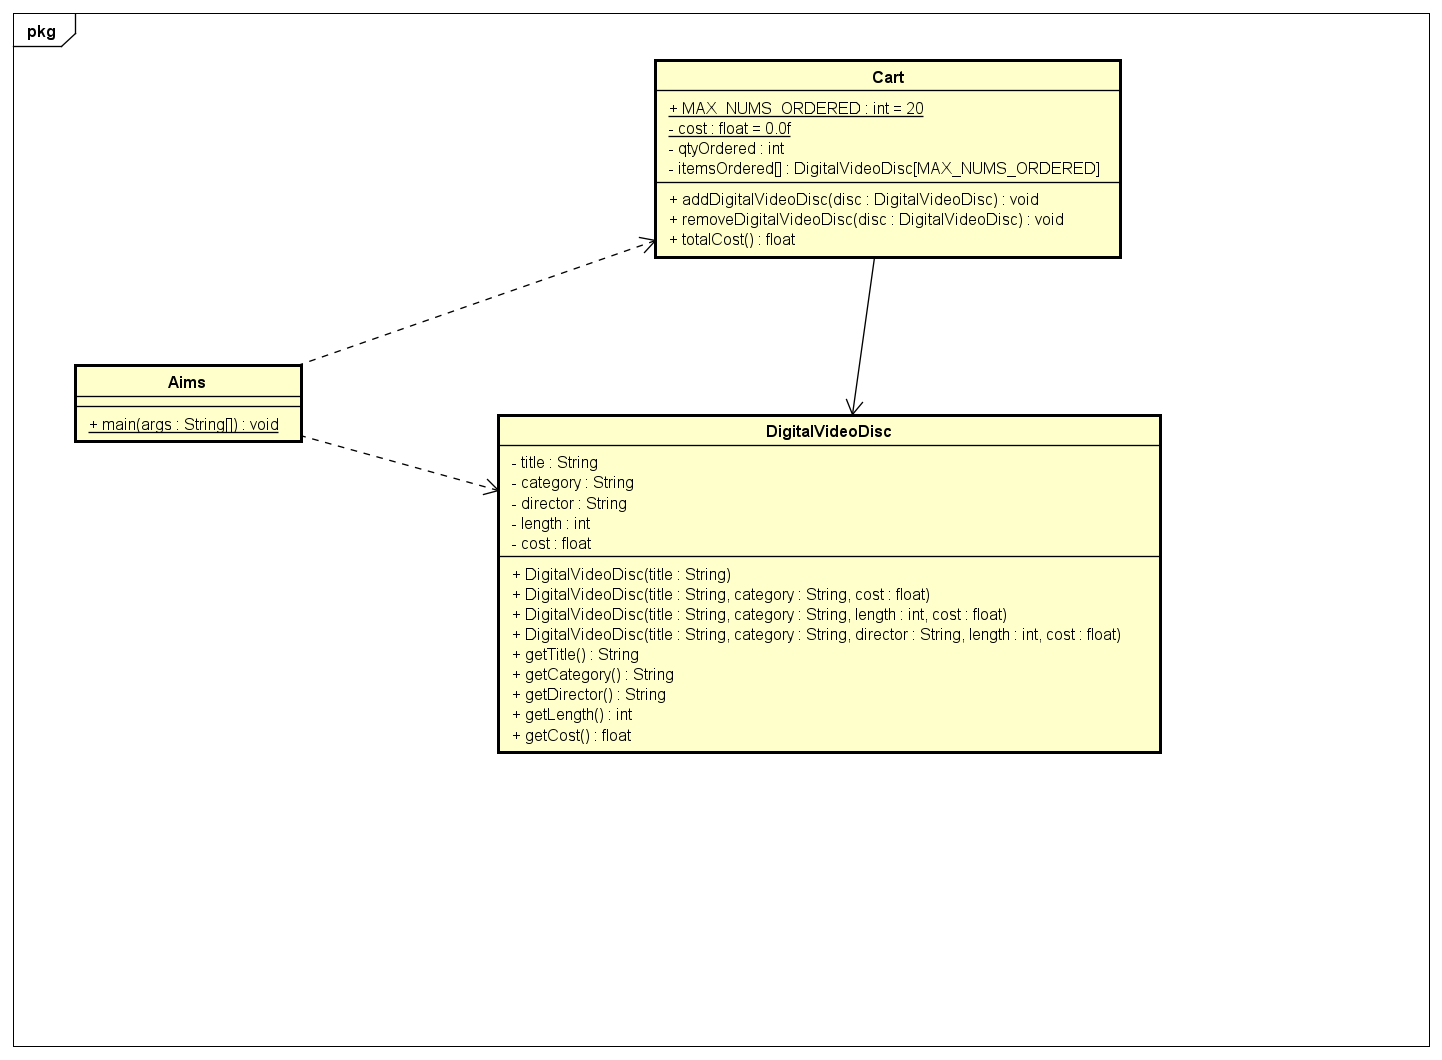 pkg
Cart
+ MAX_NUMS_ORDERED : int = 20
- cost : float = 0.0f
- qtyOrdered : int
- itemsOrdered[] : DigitalVideoDisc[MAX_NUMS_ORDERED]
+ addDigitalVideoDisc(disc : DigitalVideoDisc) : void
+ removeDigitalVideoDisc(disc : DigitalVideoDisc) : void
+ totalCost() : float
Aims
+ main(args : String[]) : void
DigitalVideoDisc
- title : String
- category : String
- director : String
- length : int
- cost : float
+ DigitalVideoDisc(title : String)
+ DigitalVideoDisc(title : String, category : String, cost : float)
+ DigitalVideoDisc(title : String, category : String, length : int, cost : float)
+ DigitalVideoDisc(title : String, category : String, director : String, length : int, cost : float)
+ getTitle() : String
+ getCategory() : String
+ getDirector() : String
+ getLength() : int
+ getCost() : float